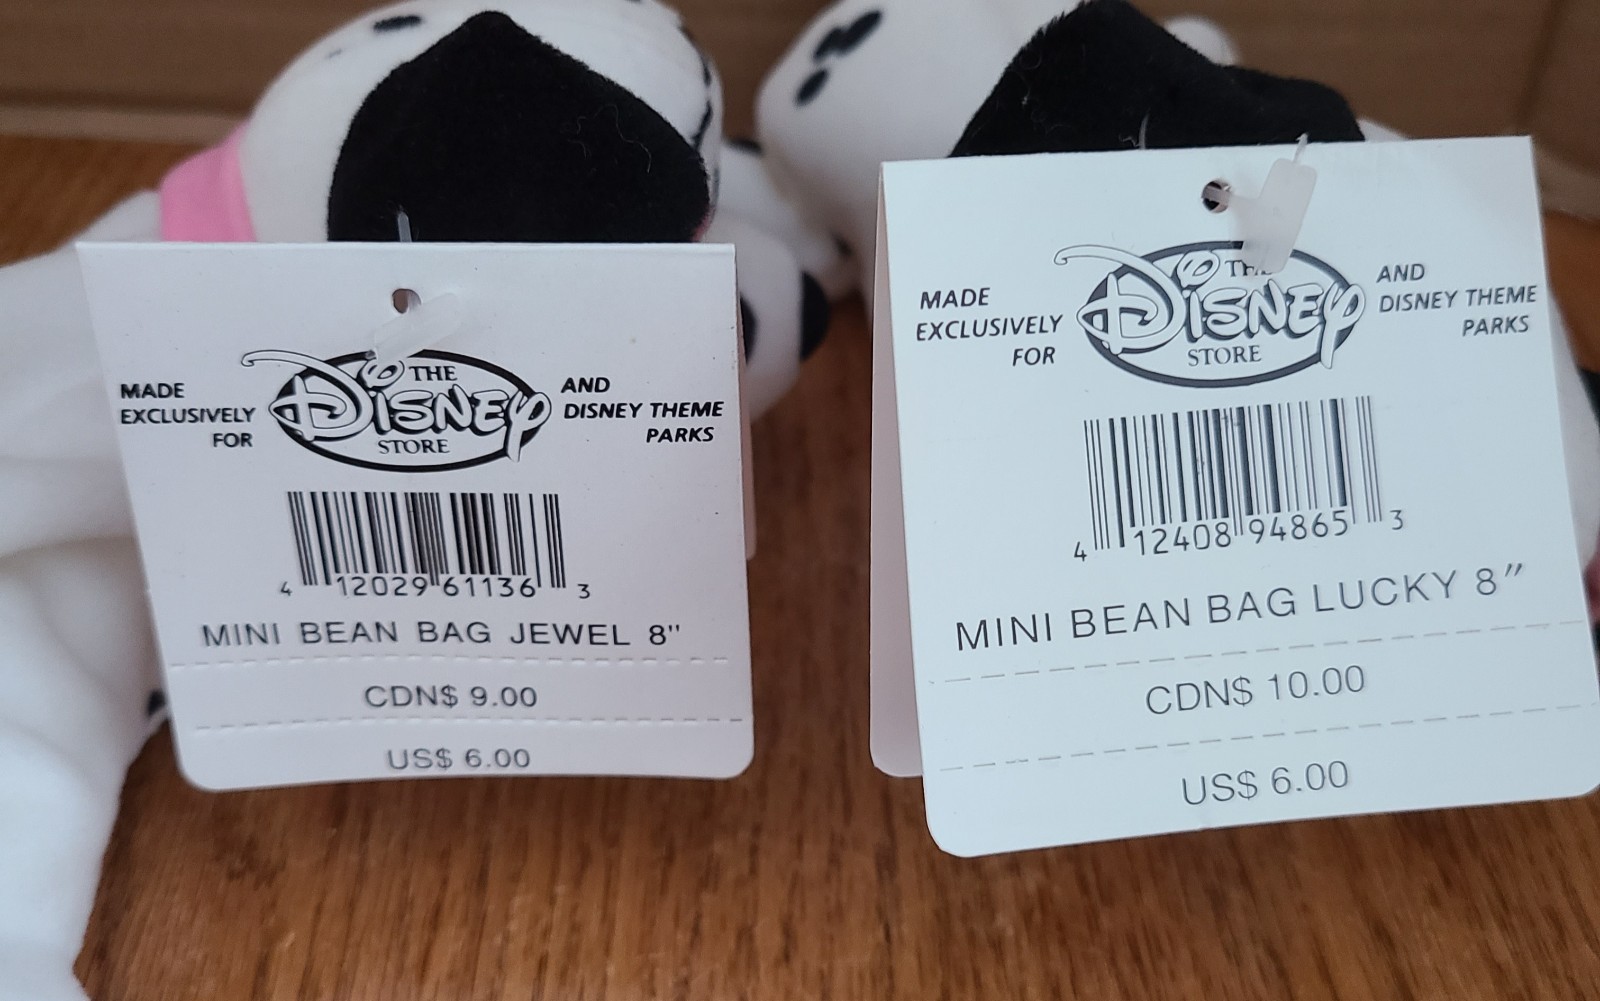 MADE
EXCLUSIVELY
FOR
THE
Disney
STORE
AND
DISNEY THEME
PARKS
4 12029 61136 3
MINI BEAN BAG JEWEL 8"
CDN$ 9.00
US$ 6.00
MADE
EXCLUSIVELY
FOR
THE
Disney
STORE
AND
DISNEY THEME
PARKS
4 12408 94865 3
MINI BEAN BAG LUCKY 8"
CDN$ 10.00
US$ 6.00